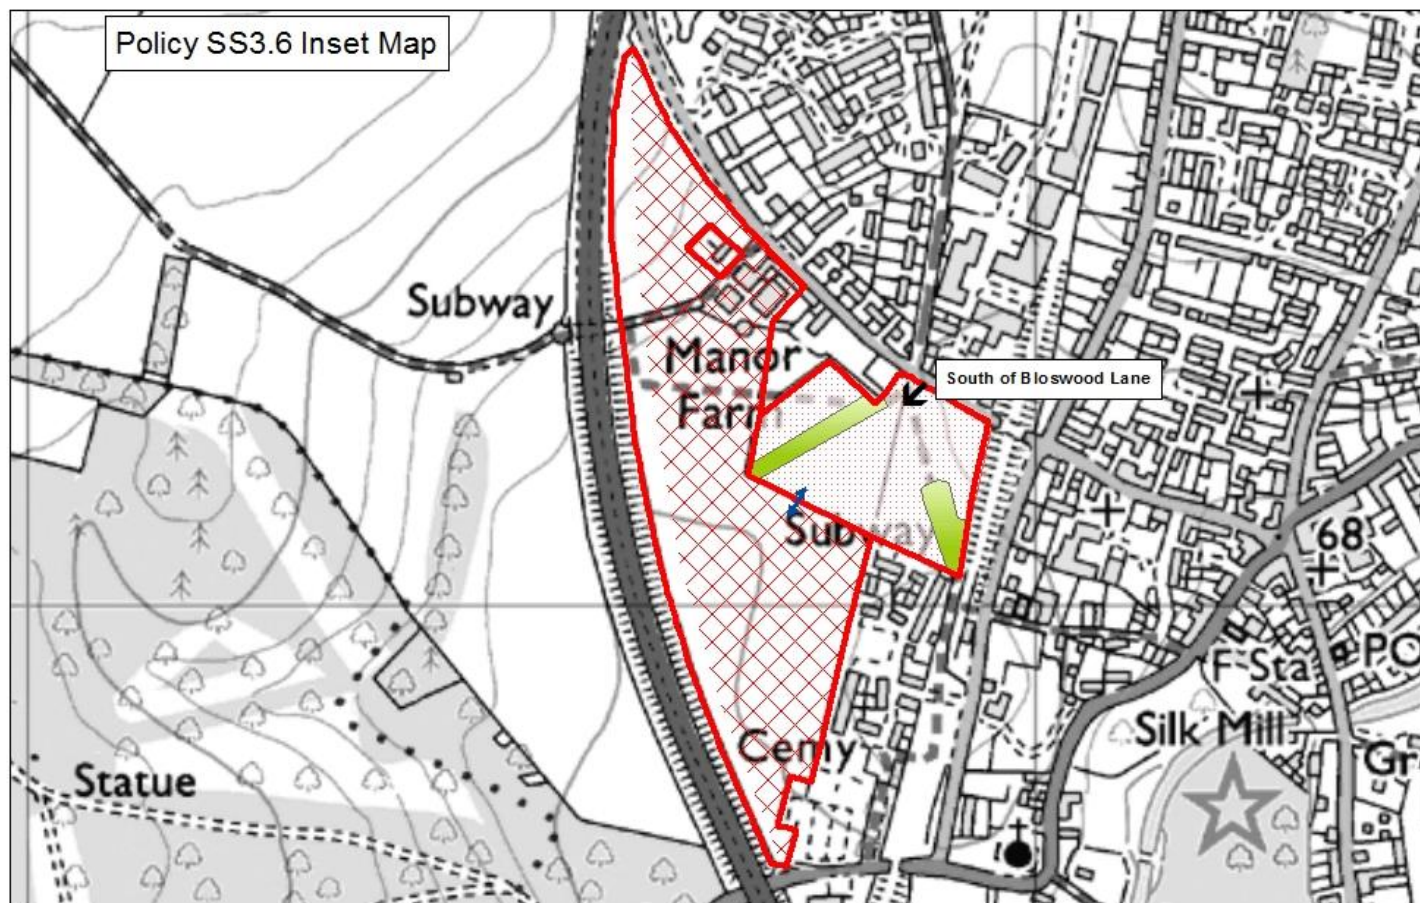 Policy SS3.6 Inset Map
Subway
Manor
Farm
South of Bloswood Lane
Subway
68
PO
F Sta
Silk Mill
Cemy
Gr
Statue